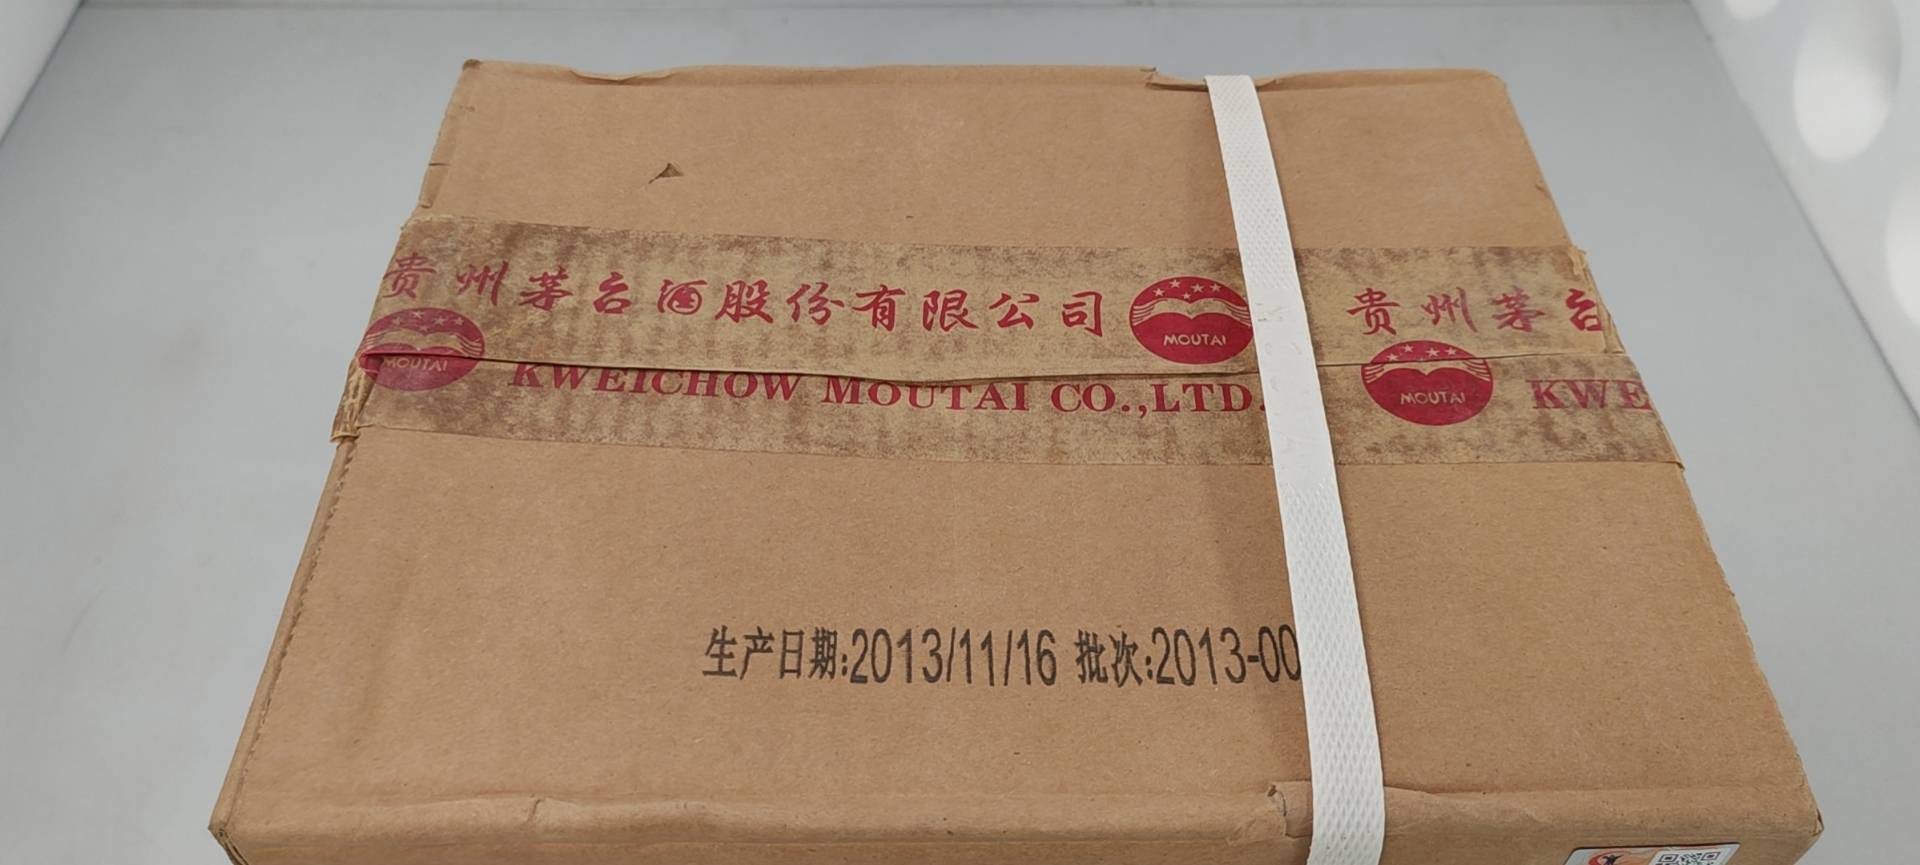 贵州茅台酒股份有限公司 MOUTAI 贵州茅台
MOUTAI KWEICHOW MOUTAI CO.,LTD. MOUTAI KWE
生产日期:2013/11/16 批次:2013-00